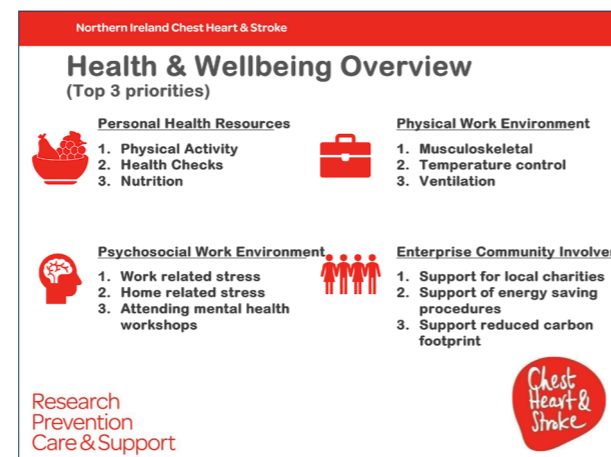 Northern Ireland Chest Heart & Stroke
Health & Wellbeing Overview
(Top 3 priorities)
Personal Health Resources
1. Physical Activity
2. Health Checks
3. Nutrition
Physical Work Environment
1. Musculoskeletal
2. Temperature control
3. Ventilation
Psychosocial Work Environment
1. Work related stress
2. Home related stress
3. Attending mental health
workshops
Enterprise Community Involve
1. Support for local charities
2. Support of energy saving
procedures
3. Support reduced carbon
footprint
Research
Prevention
Care & Support
Chest
Heart &
Stroke